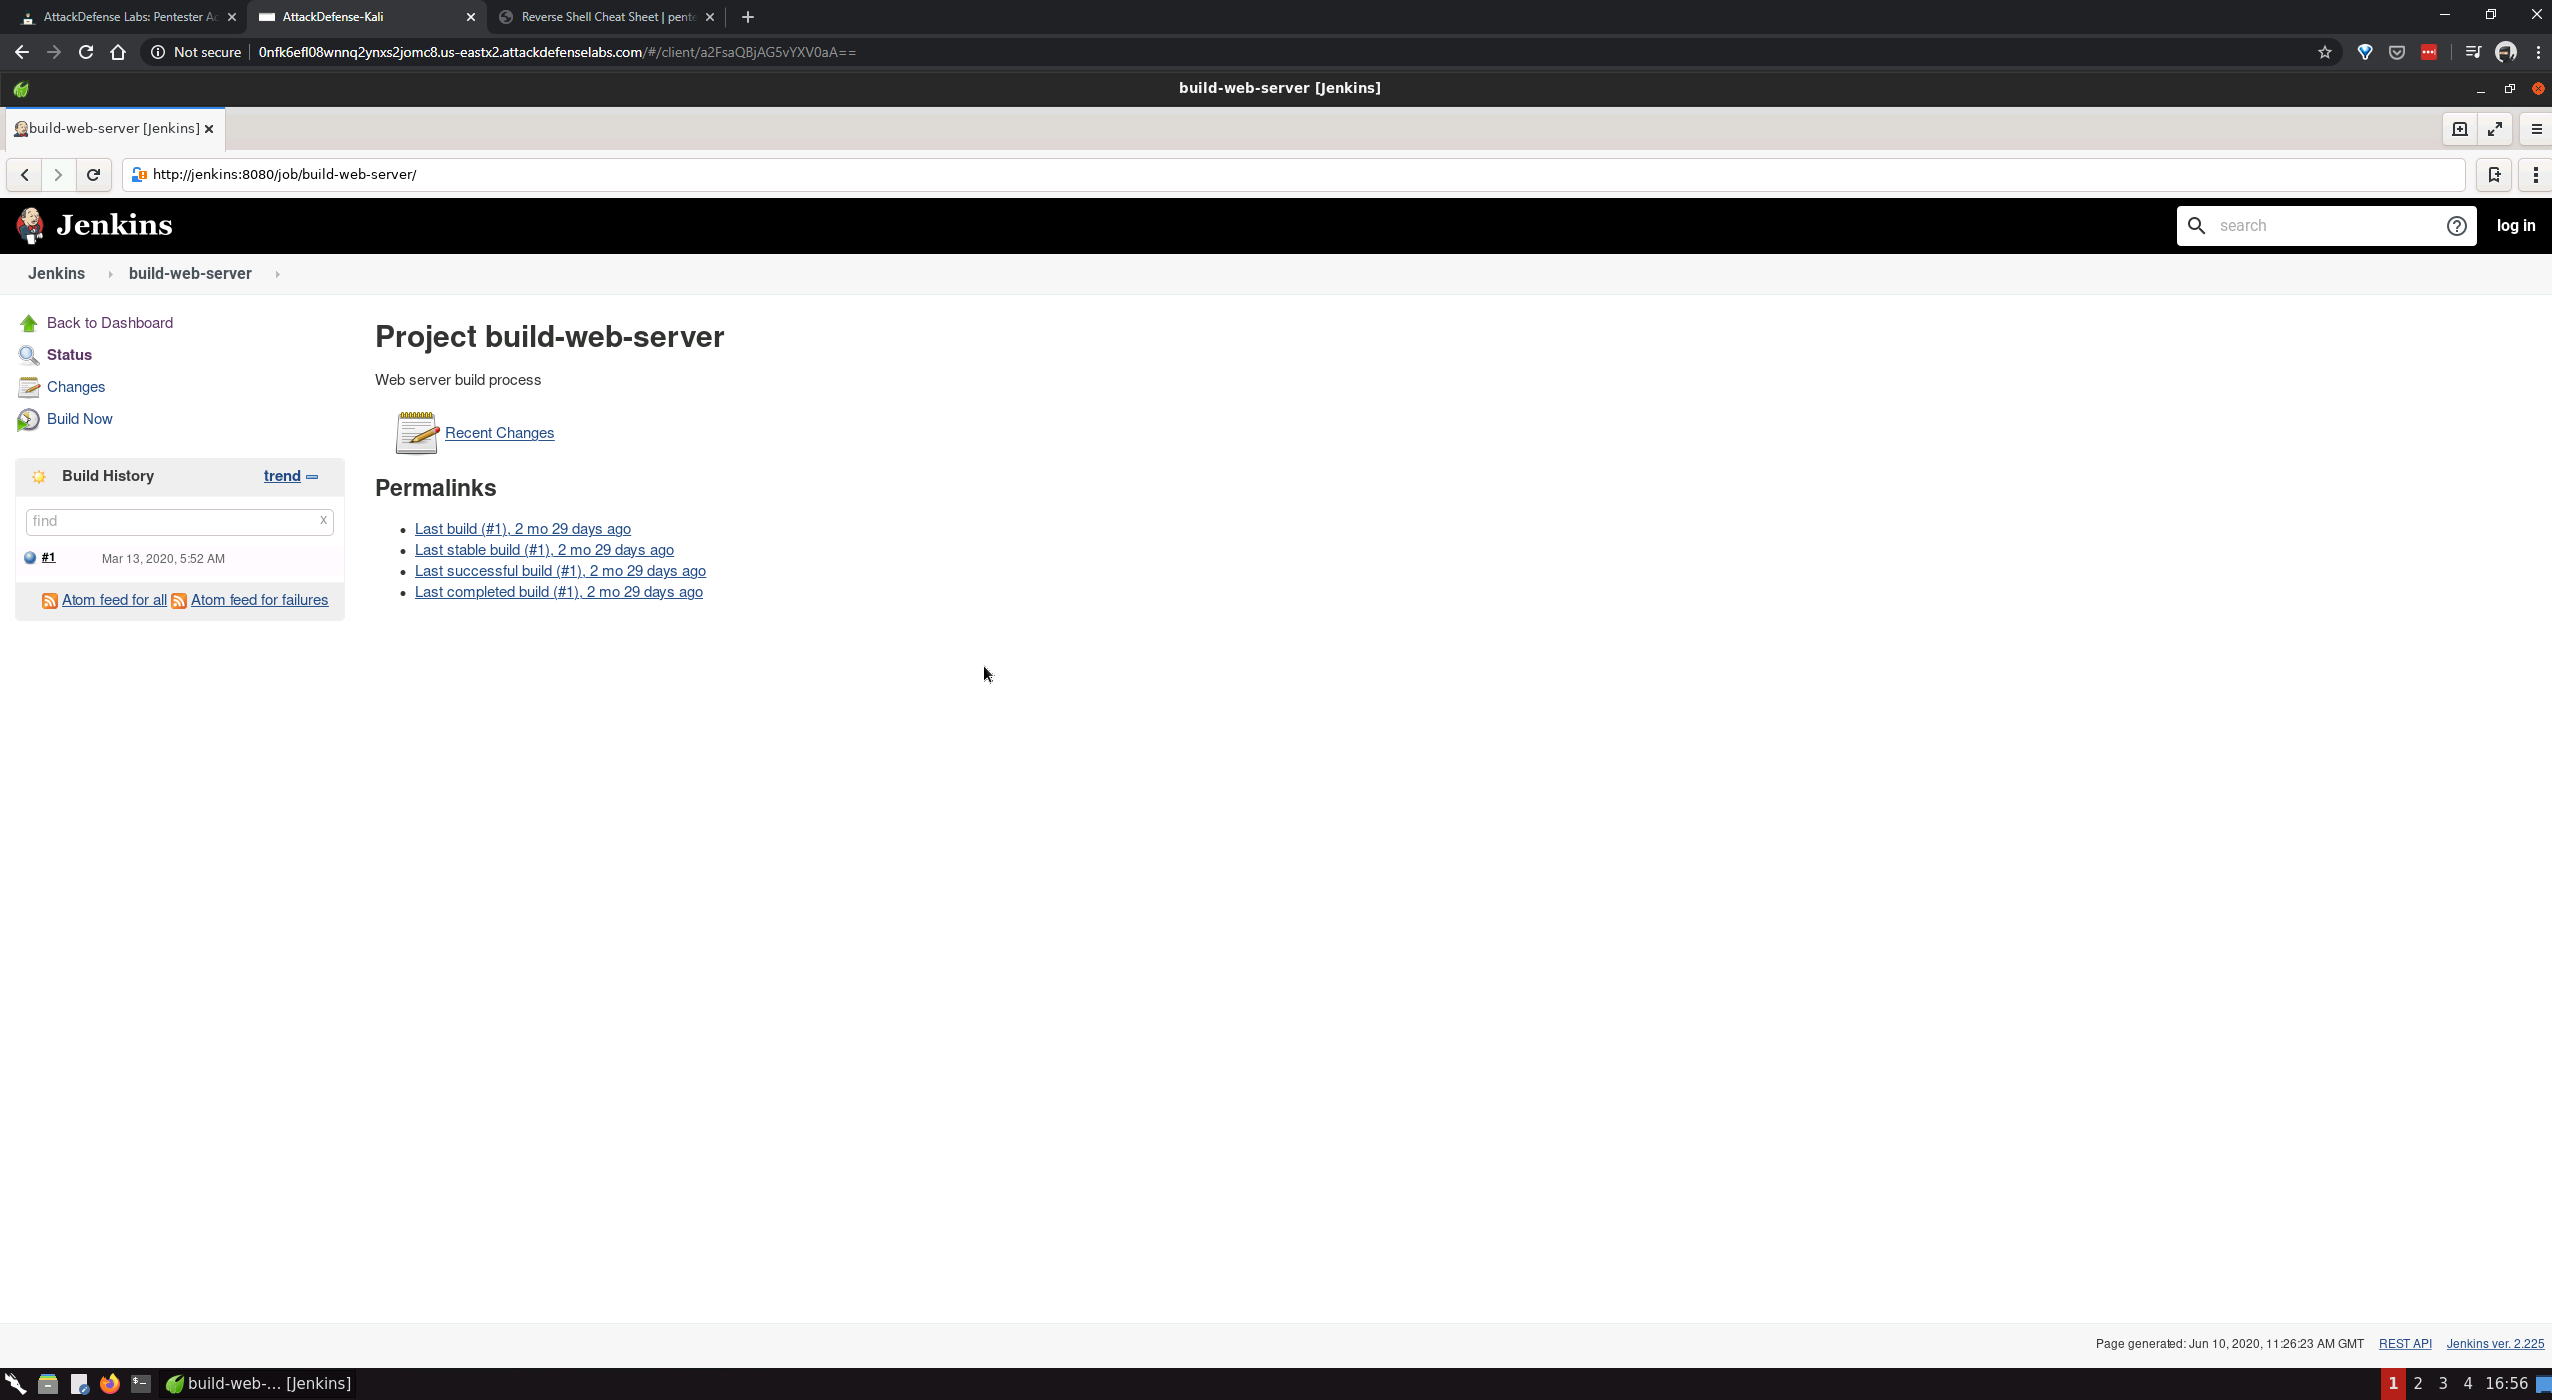 AttackDefense Labs: Pentester Ac
AttackDefense-Kali
Reverse Shell Cheat Sheet | pente
Not secure
0nfk6efl08wnnq2ynxs2jomc8.us-eastx2.attackdefenselabs.com/#/client/a2FsaQBjAG5vYXV0aA==
build-web-server [Jenkins]
build-web-server [Jenkins]
http://jenkins:8080/job/build-web-server/
Jenkins
search
log in
Jenkins
build-web-server
Back to Dashboard
Status
Changes
Build Now
Build History
trend
find
x
#1
Mar 13, 2020, 5:52 AM
Atom feed for all
Atom feed for failures
Project build-web-server
Web server build process
Recent Changes
Permalinks
Last build (#1), 2 mo 29 days ago
Last stable build (#1), 2 mo 29 days ago
Last successful build (#1), 2 mo 29 days ago
Last completed build (#1), 2 mo 29 days ago
Page generated: Jun 10, 2020, 11:26:23 AM GMT
REST API
Jenkins ver. 2.225
build-web-... [Jenkins]
1 2 3 4 16:56